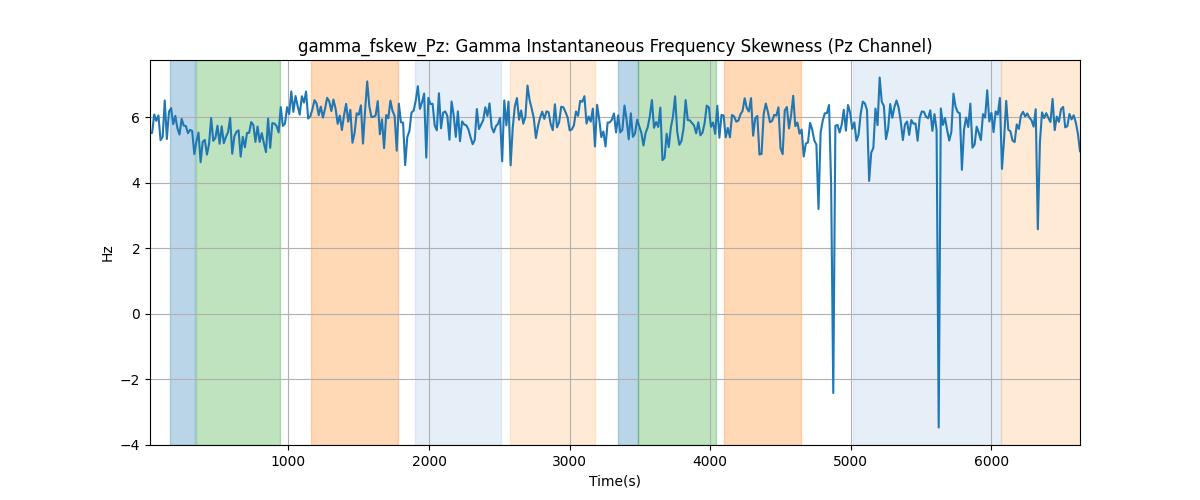 gamma_fskew_Pz: Gamma Instantaneous Frequency Skewness (Pz Channel)
6
4
2
0
−2
−4
Hz
1000 2000 3000 4000 5000 6000
Time(s)